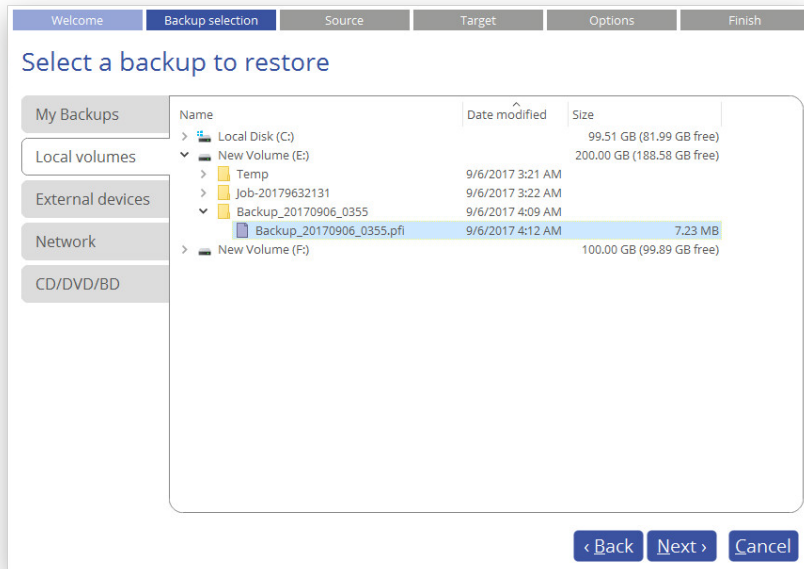 Welcome Backup selection Source Target Options Finish
Select a backup to restore
My Backups
Local volumes
External devices
Network
CD/DVD/BD
Name Date modified Size
Local Disk (C:) 99.51 GB (81.99 GB free)
New Volume (E:) 200.00 GB (188.58 GB free)
Temp 9/6/2017 3:21 AM
Job-20179632131 9/6/2017 3:22 AM
Backup_20170906_0355 9/6/2017 4:09 AM
Backup_20170906_0355.pfi 9/6/2017 4:12 AM 7.23 MB
New Volume (F:) 100.00 GB (99.89 GB free)
‹ Back Next › Cancel